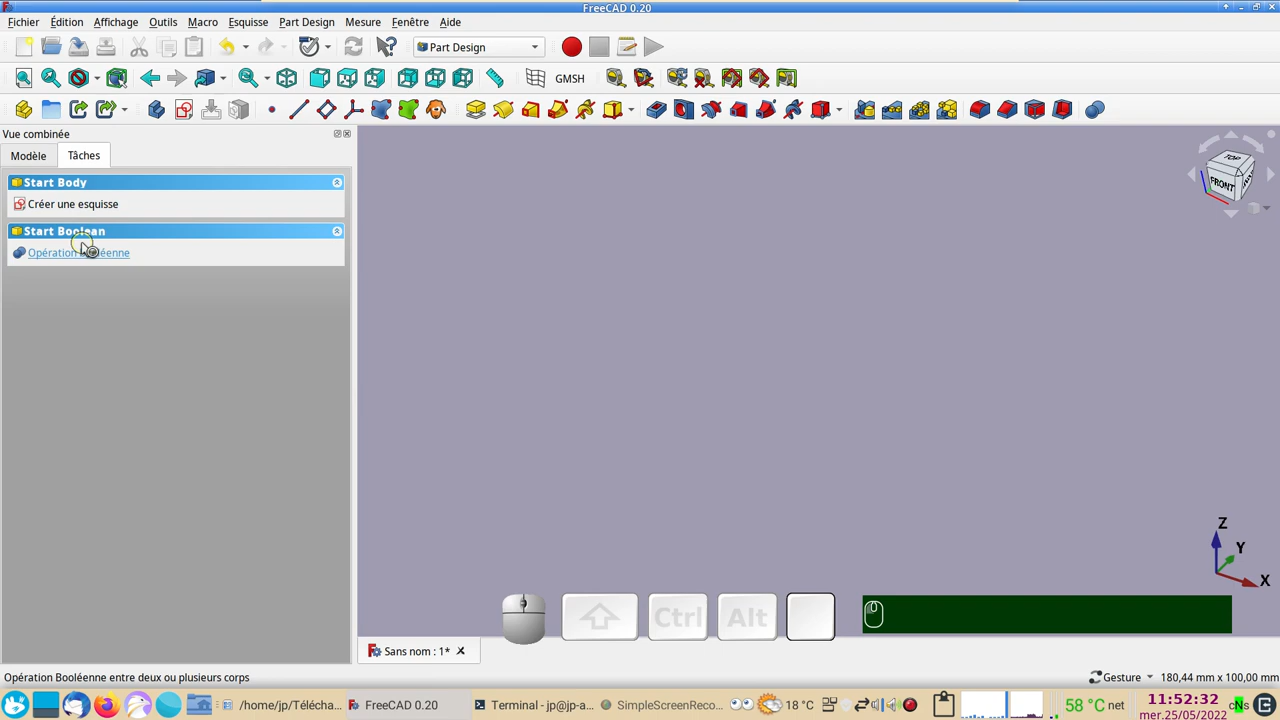 FreeCAD 0.20
Fichier Édition Affichage Outils Macro Esquisse Part Design Mesure Fenêtre Aide
Part Design
GMSH
Vue combinée
Modèle Tâches
Start Body
Créer une esquisse
Start Boolean
Opération Booléenne
TOP
FRONT
Z
Y
X
Ctrl Alt
Sans nom : 1*
Opération Booléenne entre deux ou plusieurs corps
Gesture 180,44 mm x 100,00 mm
/home/jp/Técha... FreeCAD 0.20 Terminal - jp@jp-a... SimpleScreenReco... 18 °C 58 °C net 11:52:32
mer.25/05/2022